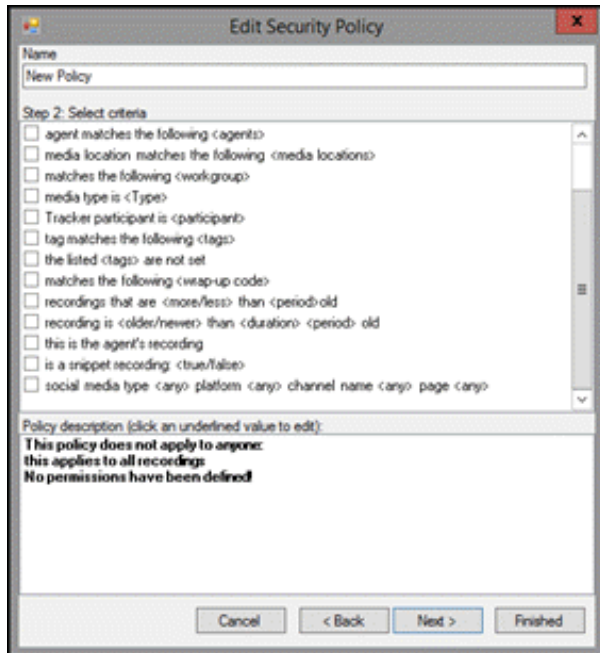 Edit Security Policy
x
Name
New Policy
Step 2: Select criteria
agent matches the following <agents>
media location matches the following <media locations>
matches the following <workgroup>
media type is <Type>
Tracker participant is <participant>
tag matches the following <tags>
the listed <tags> are not set
matches the following <wrap-up code>
recordings that are <more/less> than <period>old
recording is <older/newer> than <duration> <period> old
this is the agent's recording
is a snippet recording: <true/false>
social media type <any> platform <any> channel name <any> page <any>
Policy description (click an underlined value to edit):
This policy does not apply to anyone:
this applies to all recordings
No permissions have been defined!
Cancel
< Back
Next >
Finished